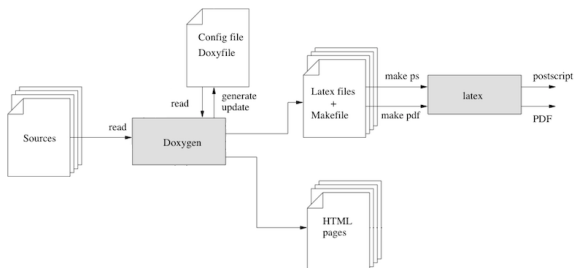 Config file
Doxyfile
read
generate
update
Sources
read
Doxygen
Latex files
+
Makefile
make ps
make pdf
latex
postscript
PDF
HTML
pages